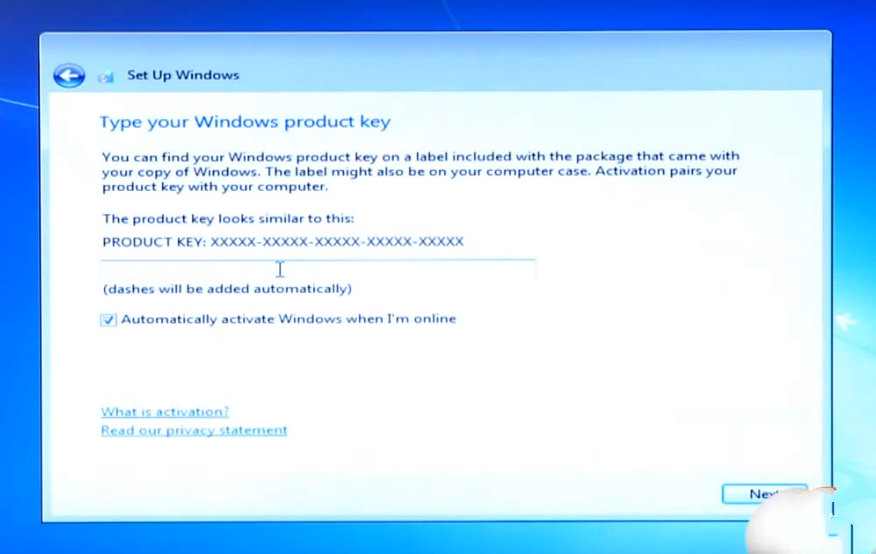 Set Up Windows
Type your Windows product key
You can find your Windows product key on a label included with the package that came with
your copy of Windows. The label might also be on your computer case. Activation pairs your
product key with your computer.
The product key looks similar to this:
PRODUCT KEY: XXXXX-XXXXX-XXXXX-XXXXX-XXXXX
(dashes will be added automatically)
Automatically activate Windows when I'm online
What is activation?
Read our privacy statement
Next